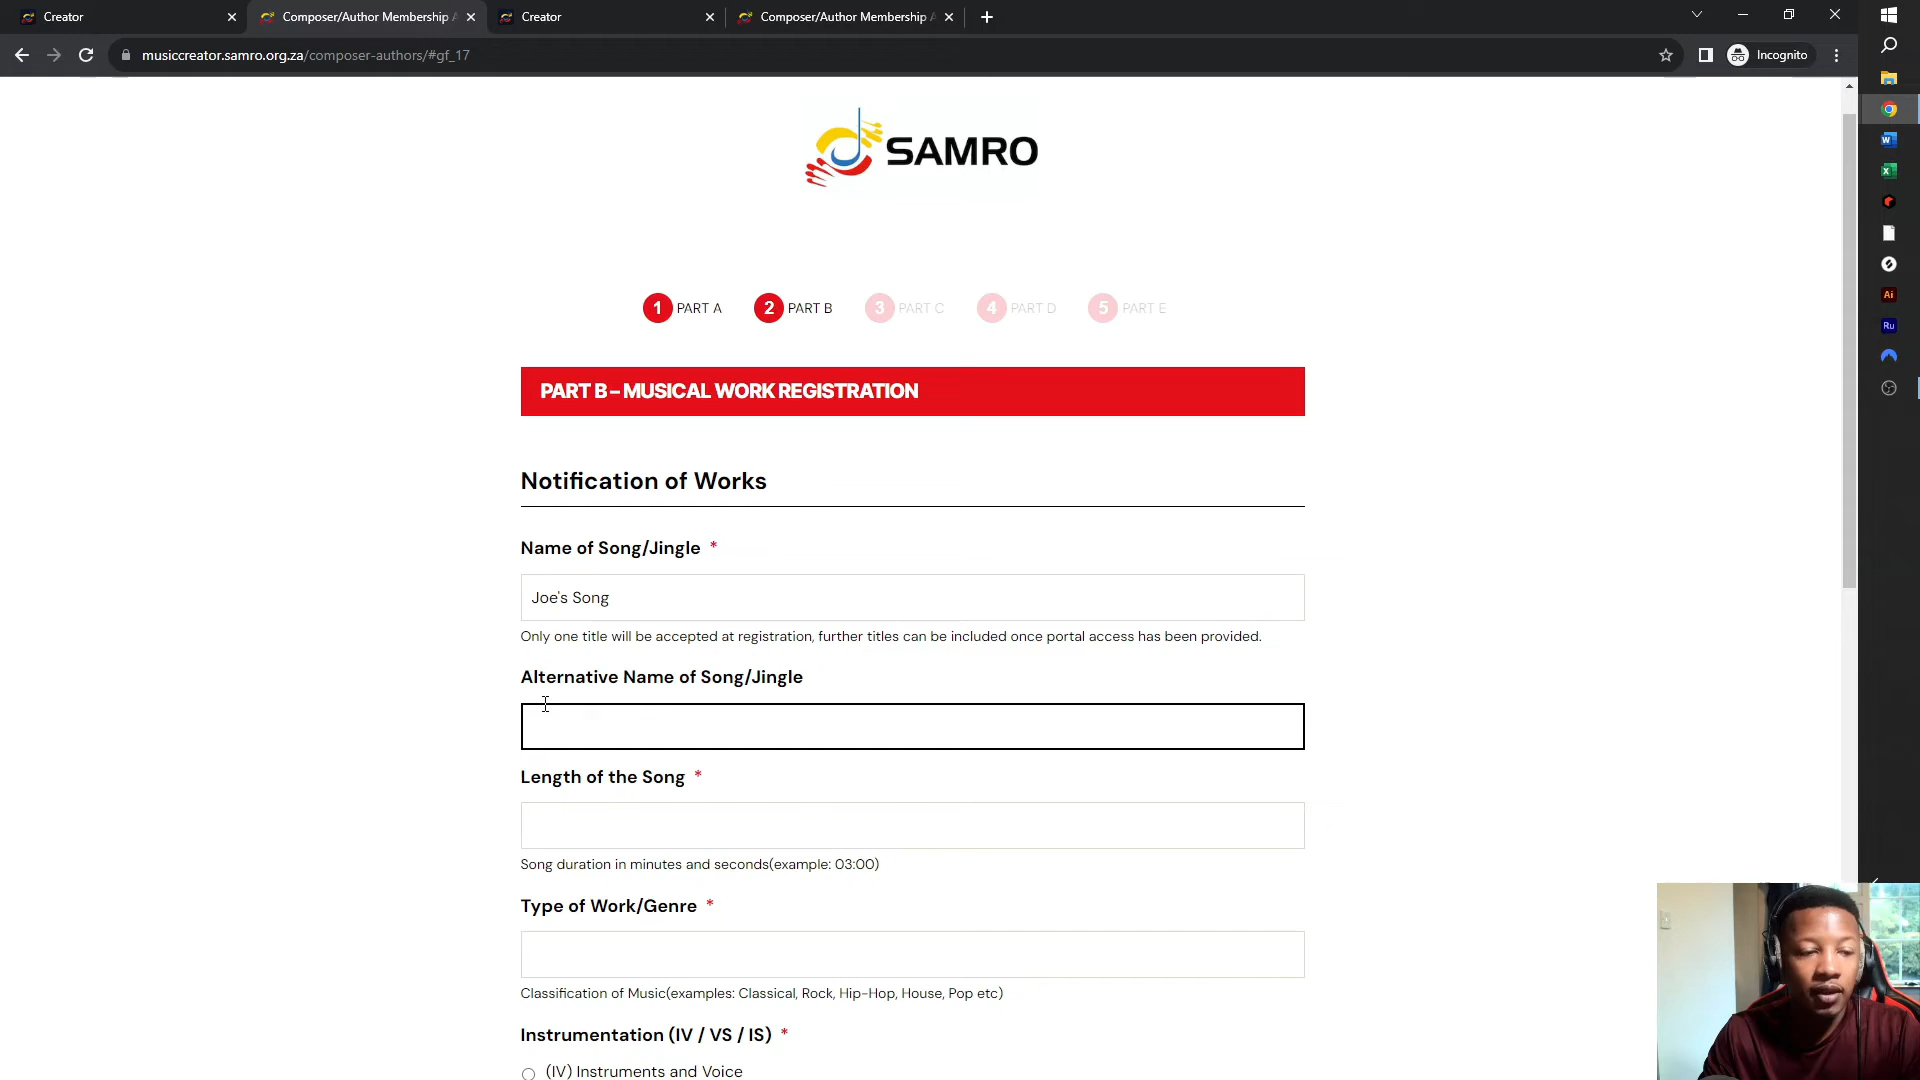 Creator
Composer/Author Membership A
Creator
Composer/Author Membership A
musiccreator.samro.org.za/composer-authors/#gf_17
Incognito
SAMRO
1 PART A 2 PART B 3 PART C 4 PART D 5 PART E
PART B – MUSICAL WORK REGISTRATION
Notification of Works
Name of Song/Jingle *
Joe's Song
Only one title will be accepted at registration, further titles can be included once portal access has been provided.
Alternative Name of Song/Jingle
Length of the Song *
Song duration in minutes and seconds(example: 03:00)
Type of Work/Genre *
Classification of Music(examples: Classical, Rock, Hip-Hop, House, Pop etc)
Instrumentation (IV / VS / IS) *
(IV) Instruments and Voice
W
X
Ai
Ru